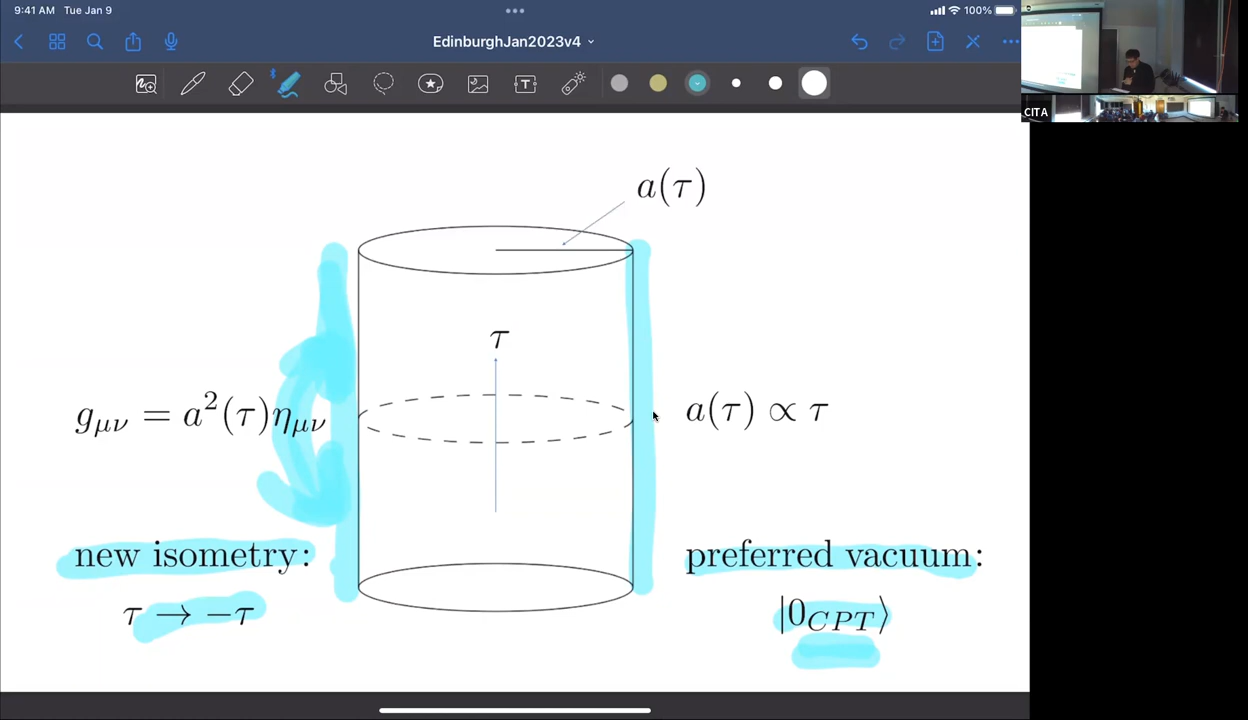 9:41 AM Tue Jan 9
100%
EdinburghJan2023v4
CITA
a(τ)
τ
g_{μν} = a²(τ)η_{μν}
a(τ) ∝ τ
new isometry:
preferred vacuum:
τ → −τ
|0_{CPT}⟩